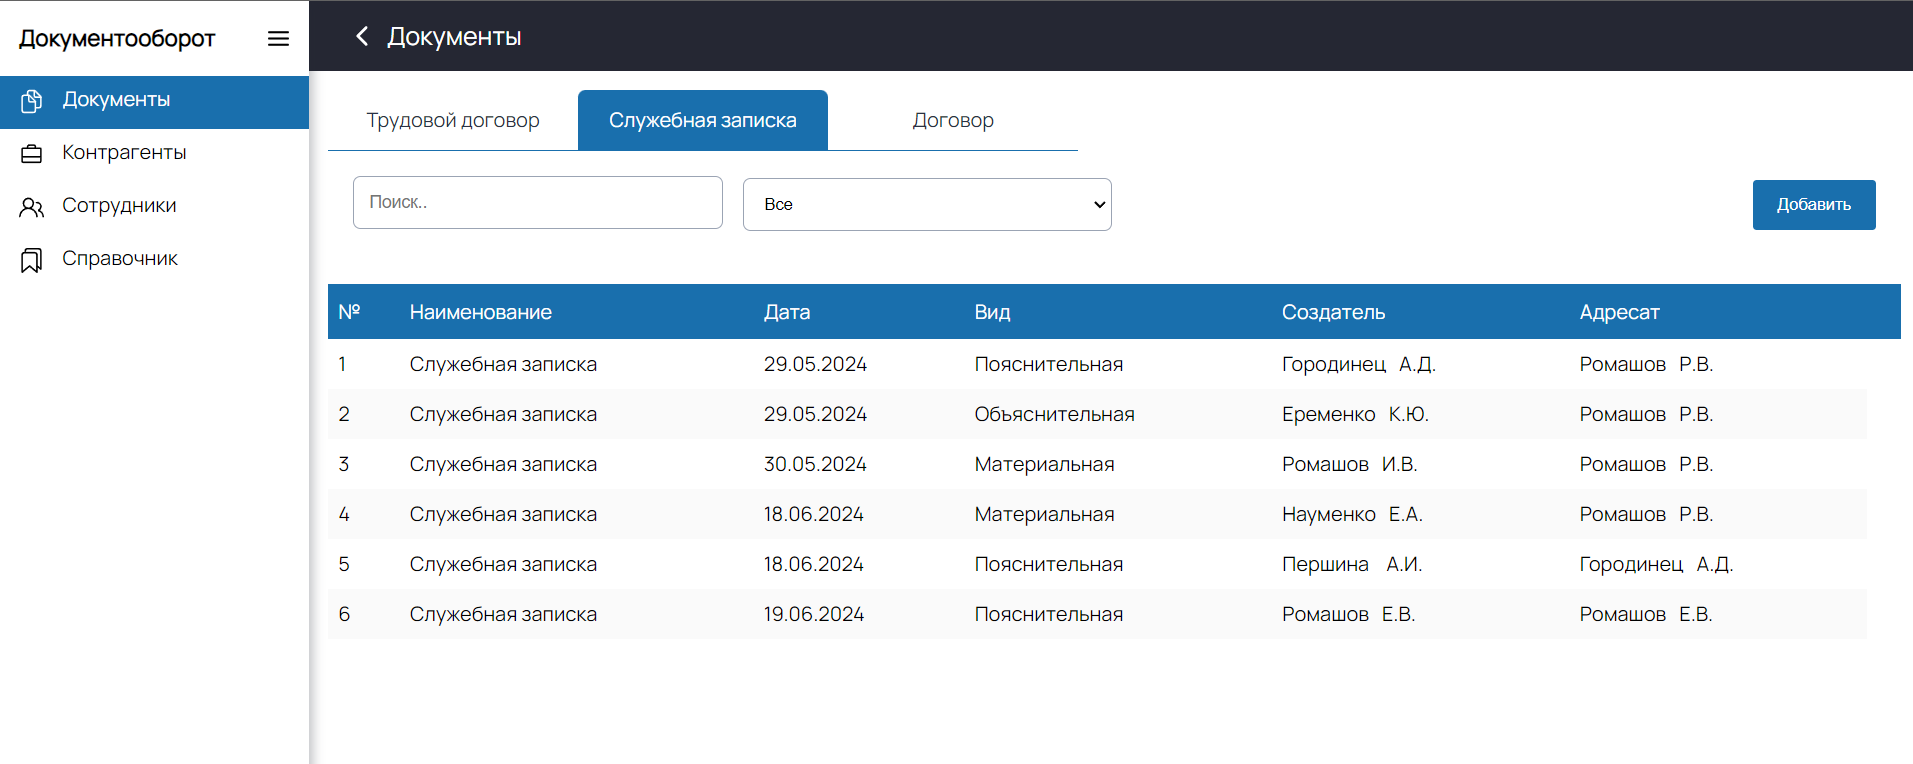 Документооборот
Документы
Контрагенты
Сотрудники
Справочник
Документы
Трудовой договор Служебная записка Договор
Поиск.. Все Добавить
№ Наименование Дата Вид Создатель Адресат
1 Служебная записка 29.05.2024 Пояснительная Городинец А.Д. Ромашов Р.В.
2 Служебная записка 29.05.2024 Объяснительная Еременко К.Ю. Ромашов Р.В.
3 Служебная записка 30.05.2024 Материальная Ромашов И.В. Ромашов Р.В.
4 Служебная записка 18.06.2024 Материальная Науменко Е.А. Ромашов Р.В.
5 Служебная записка 18.06.2024 Пояснительная Першина А.И. Городинец А.Д.
6 Служебная записка 19.06.2024 Пояснительная Ромашов Е.В. Ромашов Е.В.